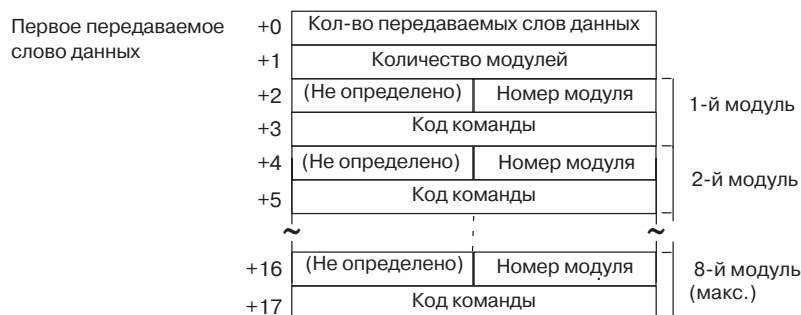 Первое передаваемое
слово данных
+0 Кол-во передаваемых слов данных
+1 Количество модулей
+2 (Не определено) Номер модуля
+3 Код команды
1-й модуль
+4 (Не определено) Номер модуля
+5 Код команды
2-й модуль
~ ~
+16 (Не определено) Номер модуля
+17 Код команды
8-й модуль
(макс.)